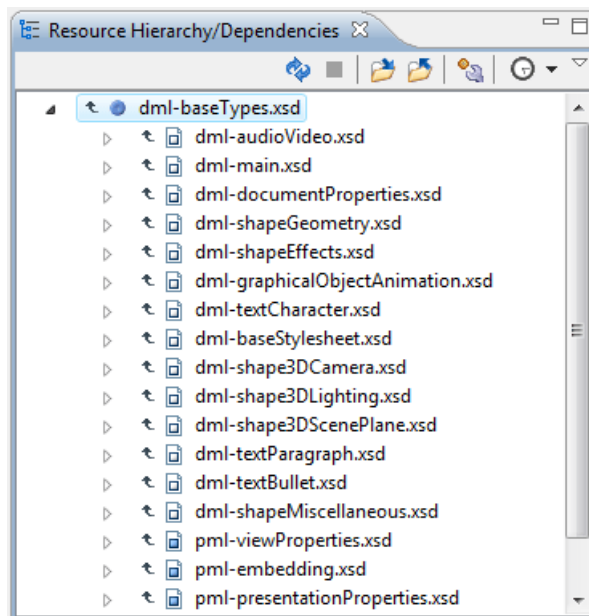 Resource Hierarchy/Dependencies
dml-baseTypes.xsd
dml-audioVideo.xsd
dml-main.xsd
dml-documentProperties.xsd
dml-shapeGeometry.xsd
dml-shapeEffects.xsd
dml-graphicalObjectAnimation.xsd
dml-textCharacter.xsd
dml-baseStylesheet.xsd
dml-shape3DCamera.xsd
dml-shape3DLighting.xsd
dml-shape3DScenePlane.xsd
dml-textParagraph.xsd
dml-textBullet.xsd
dml-shapeMiscellaneous.xsd
pml-viewProperties.xsd
pml-embedding.xsd
pml-presentationProperties.xsd